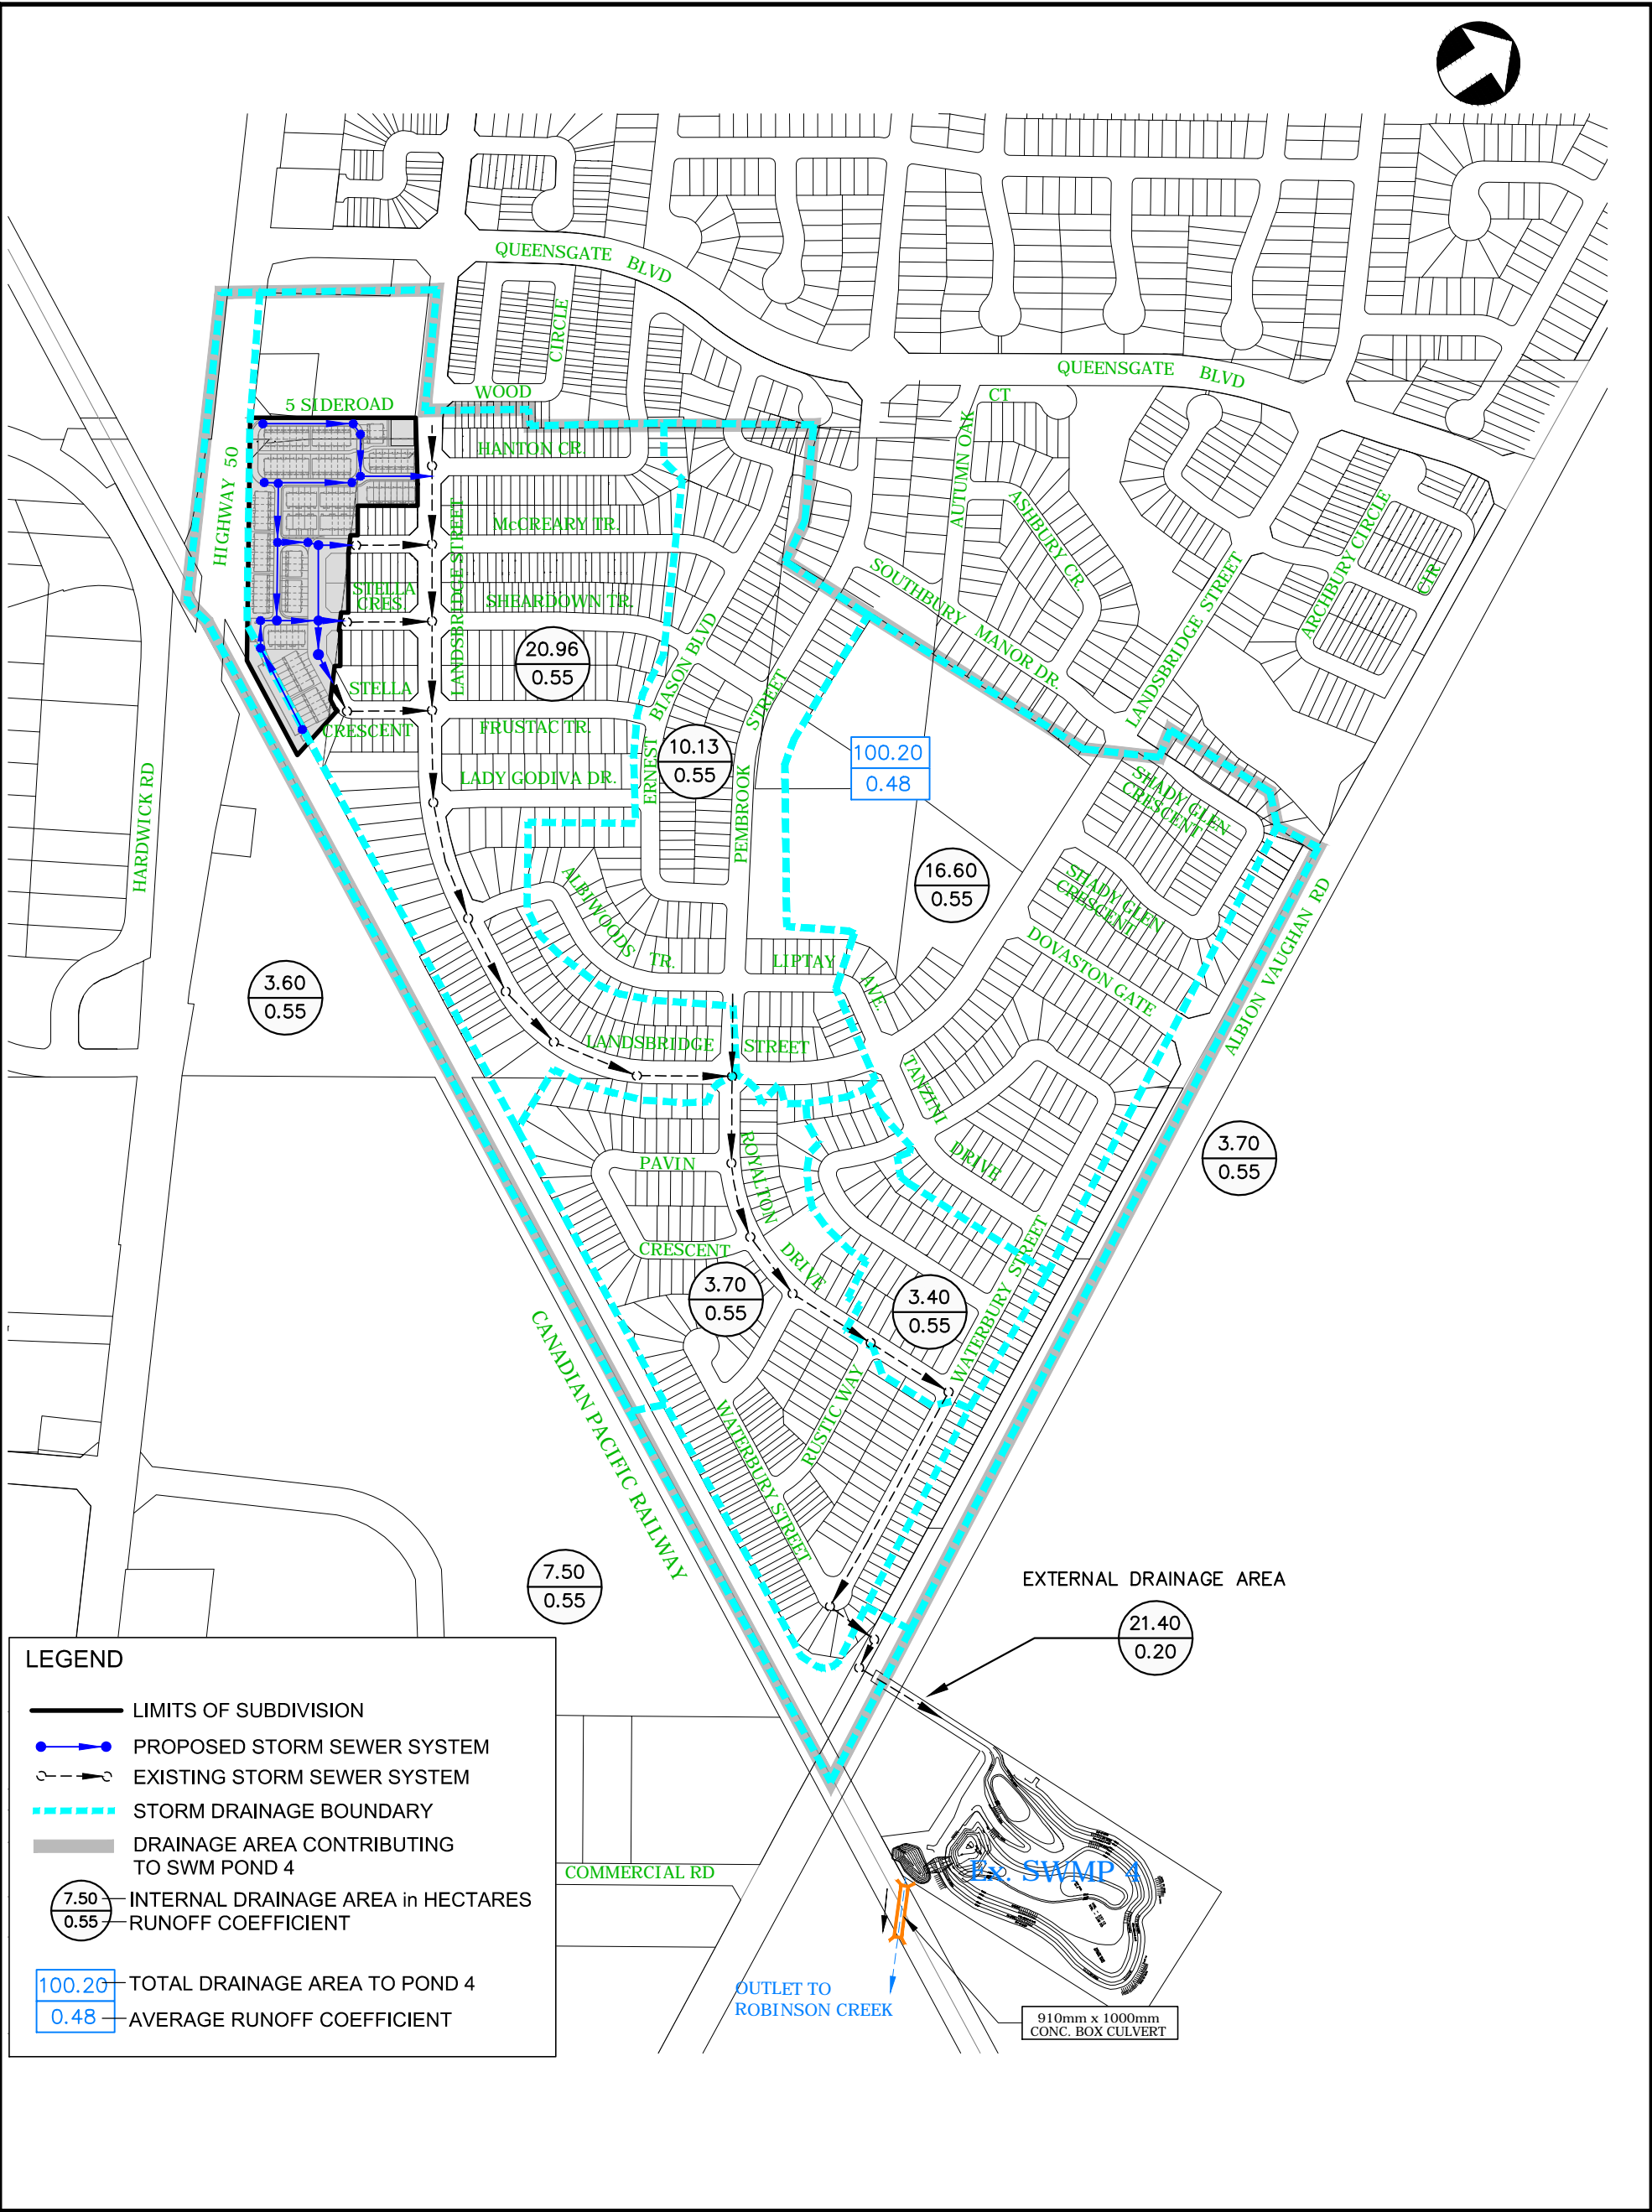 QUEENSGATE BLVD
CIRCLE
WOOD
QUEENSGATE BLVD
CT
5 SIDEROAD
AUTUMN OAK
HIGHWAY 50
HANTON CR.
ASHBURY CR.
ARCHBURY CIRCLE
CIR
McCREARY TR.
LANDSBRIDGE STREET
STELLA
CRES.
SHEARDOWN TR.
SOUTHBURY MANOR DR.
LANDSBRIDGE STREET
20.96
0.55
ERNEST BIASON BLVD
STELLA
CRESCENT
FRUSTAC TR.
PEMBROOK STREET
10.13
0.55
100.20
0.48
LADY GODIVA DR.
HARDWICK RD
SHADY GLEN
CRESCENT
16.60
0.55
SHADY GLEN
CRESCENT
ALBIWOODS TR.
LIPTAY AVE.
DOVASTON GATE
ALBION VAUGHAN RD
3.60
0.55
LANDSBRIDGE STREET
TANZINI DRIVE
3.70
0.55
PAVIN
CRESCENT
ROYALTON DRIVE
3.70
0.55
3.40
0.55
WATERBURY STREET
CANADIAN PACIFIC RAILWAY
RUSTIC WAY
WATERBURY STREET
7.50
0.55
EXTERNAL DRAINAGE AREA
21.40
0.20
LEGEND
LIMITS OF SUBDIVISION
PROPOSED STORM SEWER SYSTEM
EXISTING STORM SEWER SYSTEM
STORM DRAINAGE BOUNDARY
DRAINAGE AREA CONTRIBUTING
TO SWM POND 4
7.50 INTERNAL DRAINAGE AREA in HECTARES
0.55 RUNOFF COEFFICIENT
100.20 TOTAL DRAINAGE AREA TO POND 4
0.48 AVERAGE RUNOFF COEFFICIENT
COMMERCIAL RD
Ex. SWMP 4
OUTLET TO
ROBINSON CREEK
910mm x 1000mm
CONC. BOX CULVERT